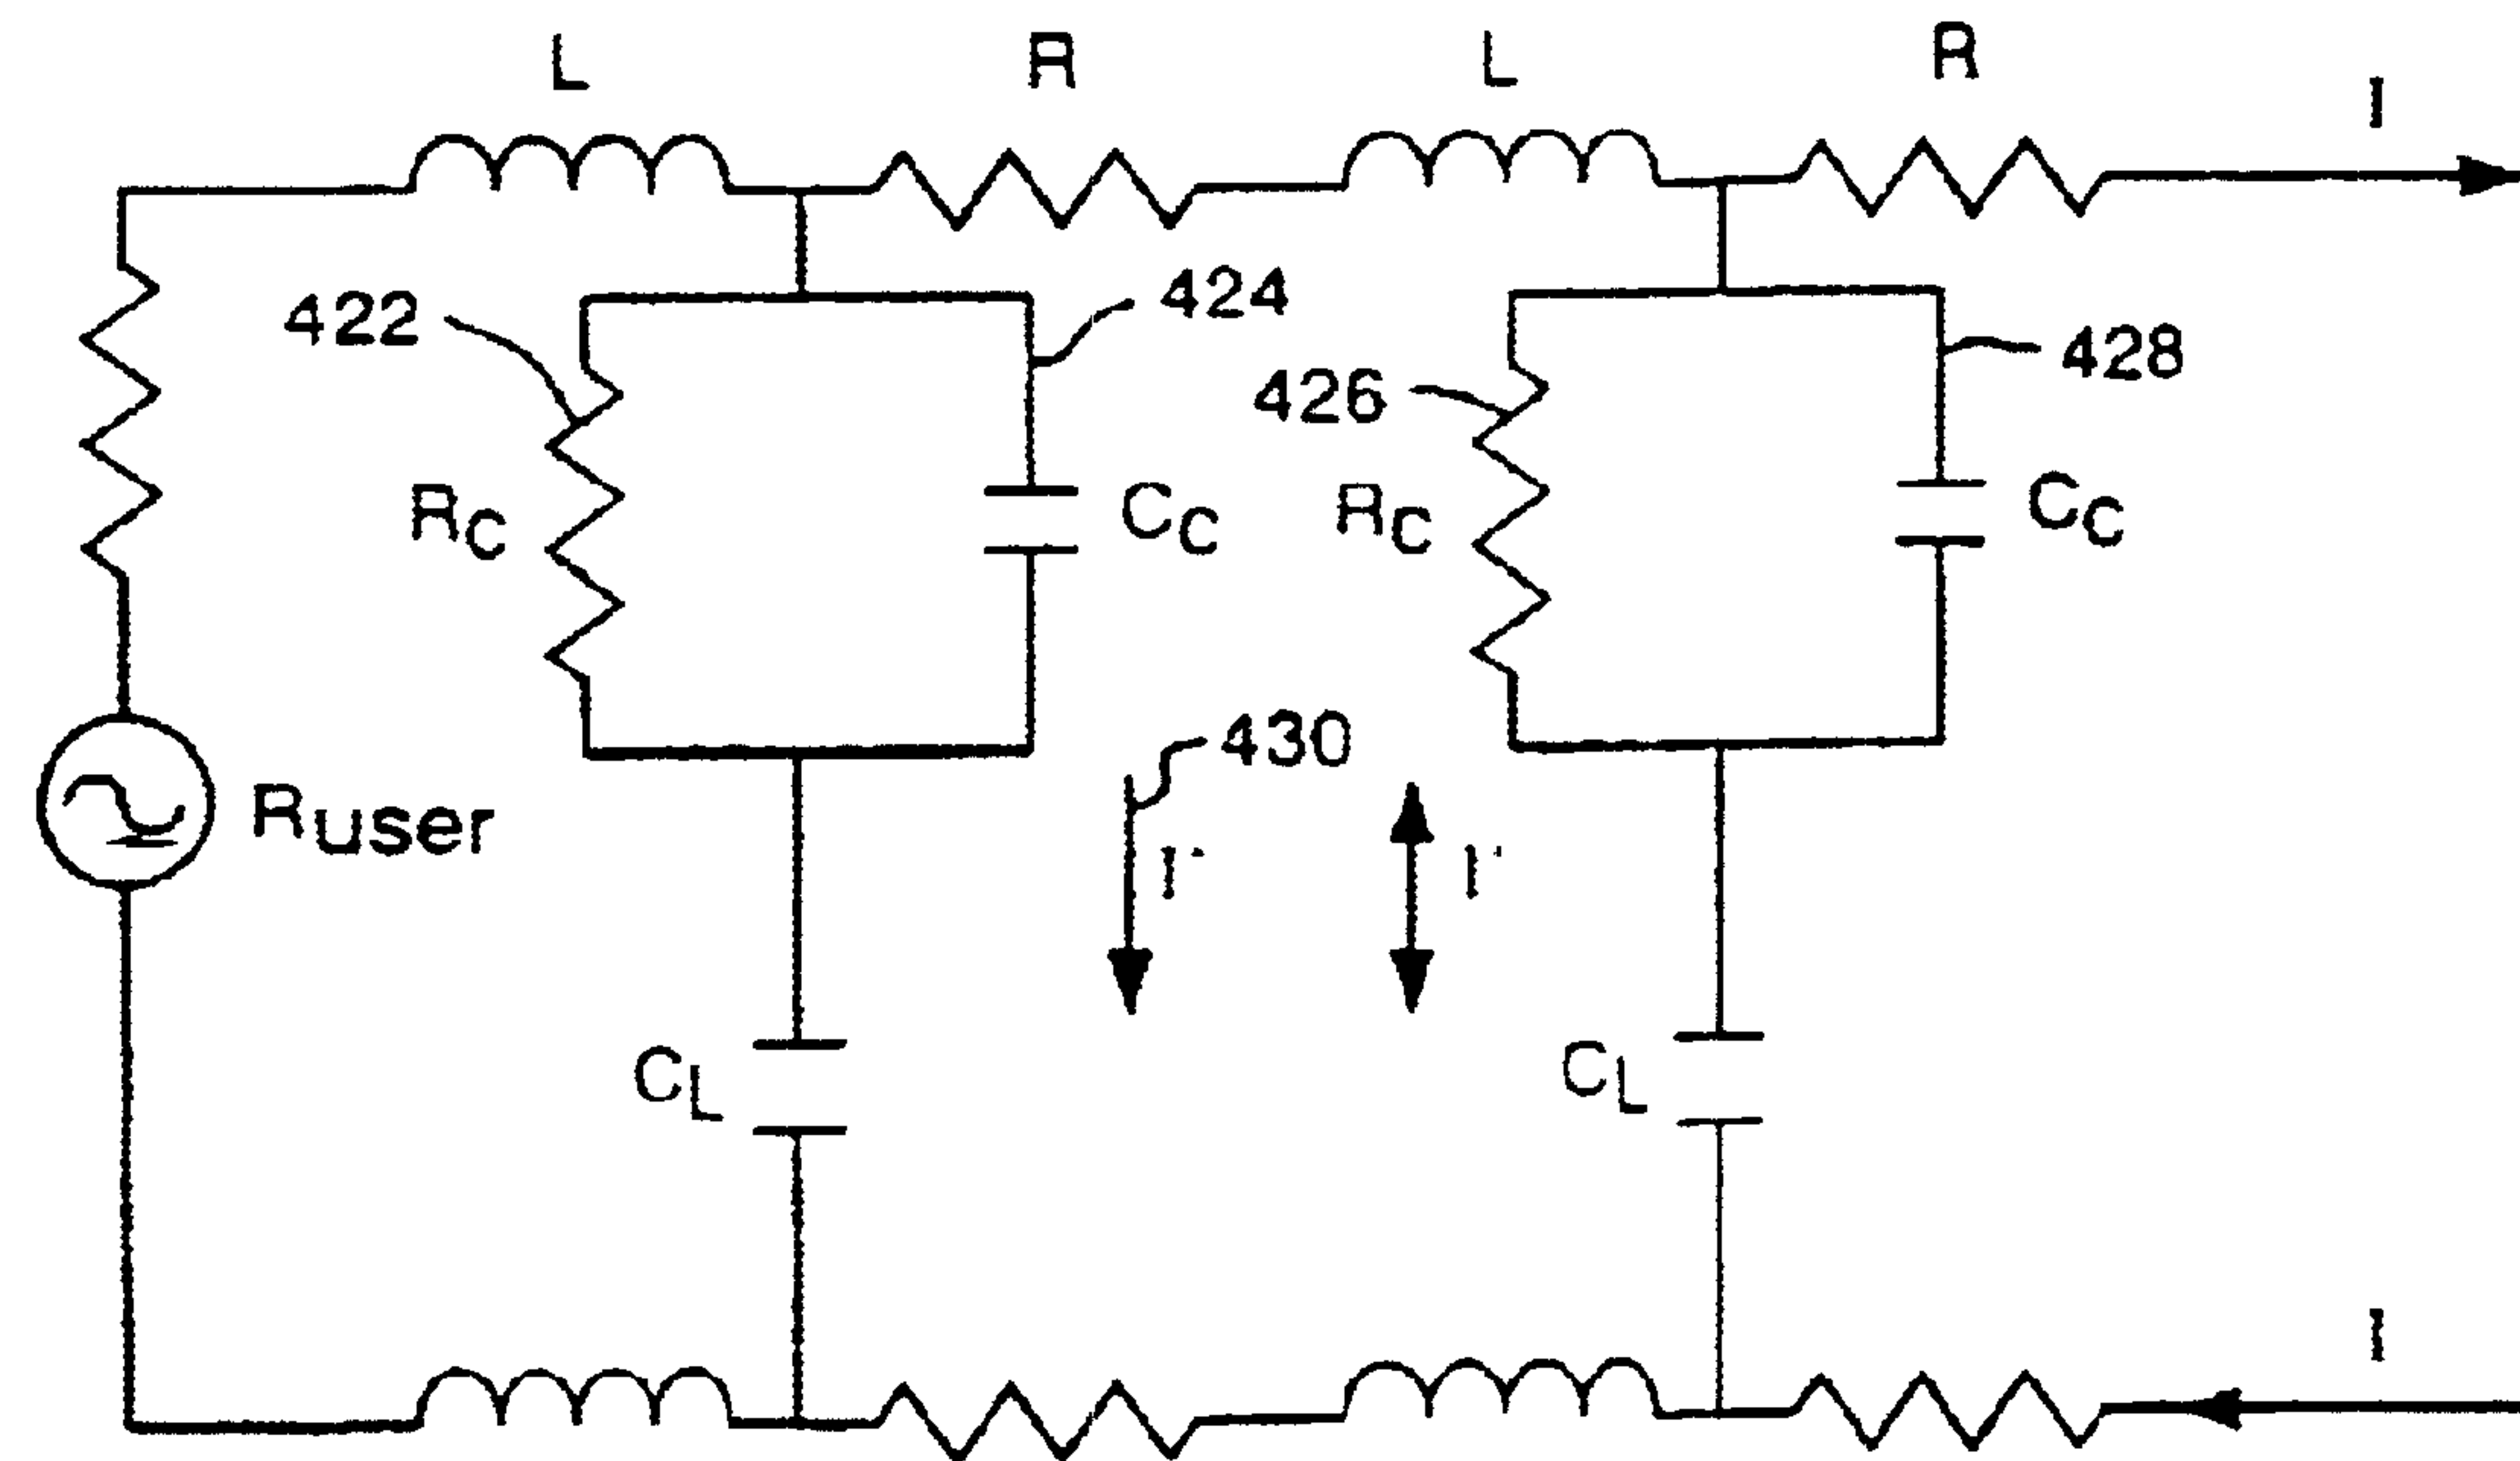 L R L R I
422 424 426 428
RC CC RC CC
430
Ruser I' I'
CL CL
I